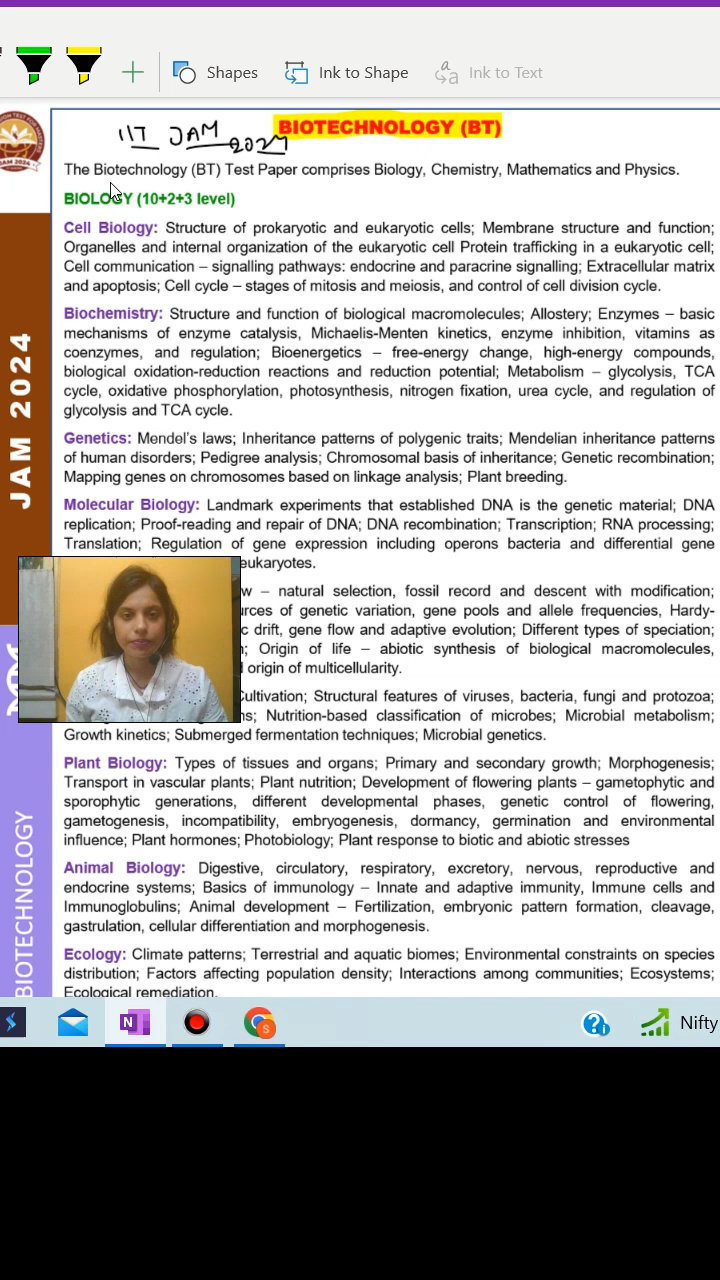 Shapes
Ink to Shape
Ink to Text
IIT JAM 2024
BIOTECHNOLOGY (BT)
JAM 2024
The Biotechnology (BT) Test Paper comprises Biology, Chemistry, Mathematics and Physics.
BIOLOGY (10+2+3 level)
Cell Biology: Structure of prokaryotic and eukaryotic cells; Membrane structure and function;
Organelles and internal organization of the eukaryotic cell Protein trafficking in a eukaryotic cell;
Cell communication – signalling pathways: endocrine and paracrine signalling; Extracellular matrix
and apoptosis; Cell cycle – stages of mitosis and meiosis, and control of cell division cycle.
Biochemistry: Structure and function of biological macromolecules; Allostery; Enzymes – basic
mechanisms of enzyme catalysis, Michaelis-Menten kinetics, enzyme inhibition, vitamins as
coenzymes, and regulation; Bioenergetics – free-energy change, high-energy compounds,
biological oxidation-reduction reactions and reduction potential; Metabolism – glycolysis, TCA
cycle, oxidative phosphorylation, photosynthesis, nitrogen fixation, urea cycle, and regulation of
glycolysis and TCA cycle.
Genetics: Mendel's laws; Inheritance patterns of polygenic traits; Mendelian inheritance patterns
of human disorders; Pedigree analysis; Chromosomal basis of inheritance; Genetic recombination;
Mapping genes on chromosomes based on linkage analysis; Plant breeding.
Molecular Biology: Landmark experiments that established DNA is the genetic material; DNA
replication; Proof-reading and repair of DNA; DNA recombination; Transcription; RNA processing;
Translation; Regulation of gene expression including operons bacteria and differential gene
eukaryotes.
– natural selection, fossil record and descent with modification;
of genetic variation, gene pools and allele frequencies, Hardy-
drift, gene flow and adaptive evolution; Different types of speciation;
Origin of life – abiotic synthesis of biological macromolecules,
origin of multicellularity.
Cultivation; Structural features of viruses, bacteria, fungi and protozoa;
Nutrition-based classification of microbes; Microbial metabolism;
Growth kinetics; Submerged fermentation techniques; Microbial genetics.
Plant Biology: Types of tissues and organs; Primary and secondary growth; Morphogenesis;
Transport in vascular plants; Plant nutrition; Development of flowering plants – gametophytic and
sporophytic generations, different developmental phases, genetic control of flowering,
gametogenesis, incompatibility, embryogenesis, dormancy, germination and environmental
influence; Plant hormones; Photobiology; Plant response to biotic and abiotic stresses
Animal Biology: Digestive, circulatory, respiratory, excretory, nervous, reproductive and
endocrine systems; Basics of immunology – Innate and adaptive immunity, Immune cells and
Immunoglobulins; Animal development – Fertilization, embryonic pattern formation, cleavage,
gastrulation, cellular differentiation and morphogenesis.
Ecology: Climate patterns; Terrestrial and aquatic biomes; Environmental constraints on species
distribution; Factors affecting population density; Interactions among communities; Ecosystems;
Ecological remediation.
JAM 2024
BIOTECHNOLOGY
N
S
Nifty